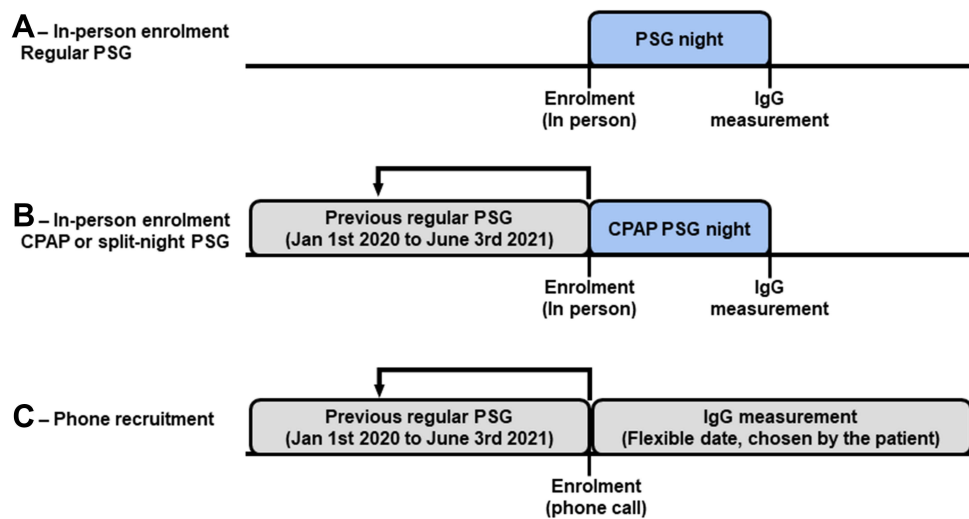 A – In-person enrolment
Regular PSG
PSG night
Enrolment
(In person)
IgG
measurement
B – In-person enrolment
CPAP or split-night PSG
Previous regular PSG
(Jan 1st 2020 to June 3rd 2021)
CPAP PSG night
Enrolment
(In person)
IgG
measurement
C – Phone recruitment
Previous regular PSG
(Jan 1st 2020 to June 3rd 2021)
IgG measurement
(Flexible date, chosen by the patient)
Enrolment
(phone call)